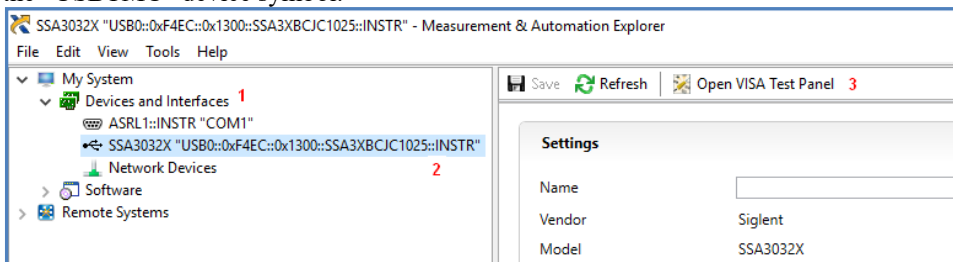 SSA3032X "USB0::0xF4EC::0x1300::SSA3XBCJC1025::INSTR" - Measurement & Automation Explorer
File Edit View Tools Help
My System
Devices and Interfaces 1
ASRL1::INSTR "COM1"
SSA3032X "USB0::0xF4EC::0x1300::SSA3XBCJC1025::INSTR"
Network Devices 2
Software
Remote Systems
Save Refresh Open VISA Test Panel 3
Settings
Name
Vendor Siglent
Model SSA3032X